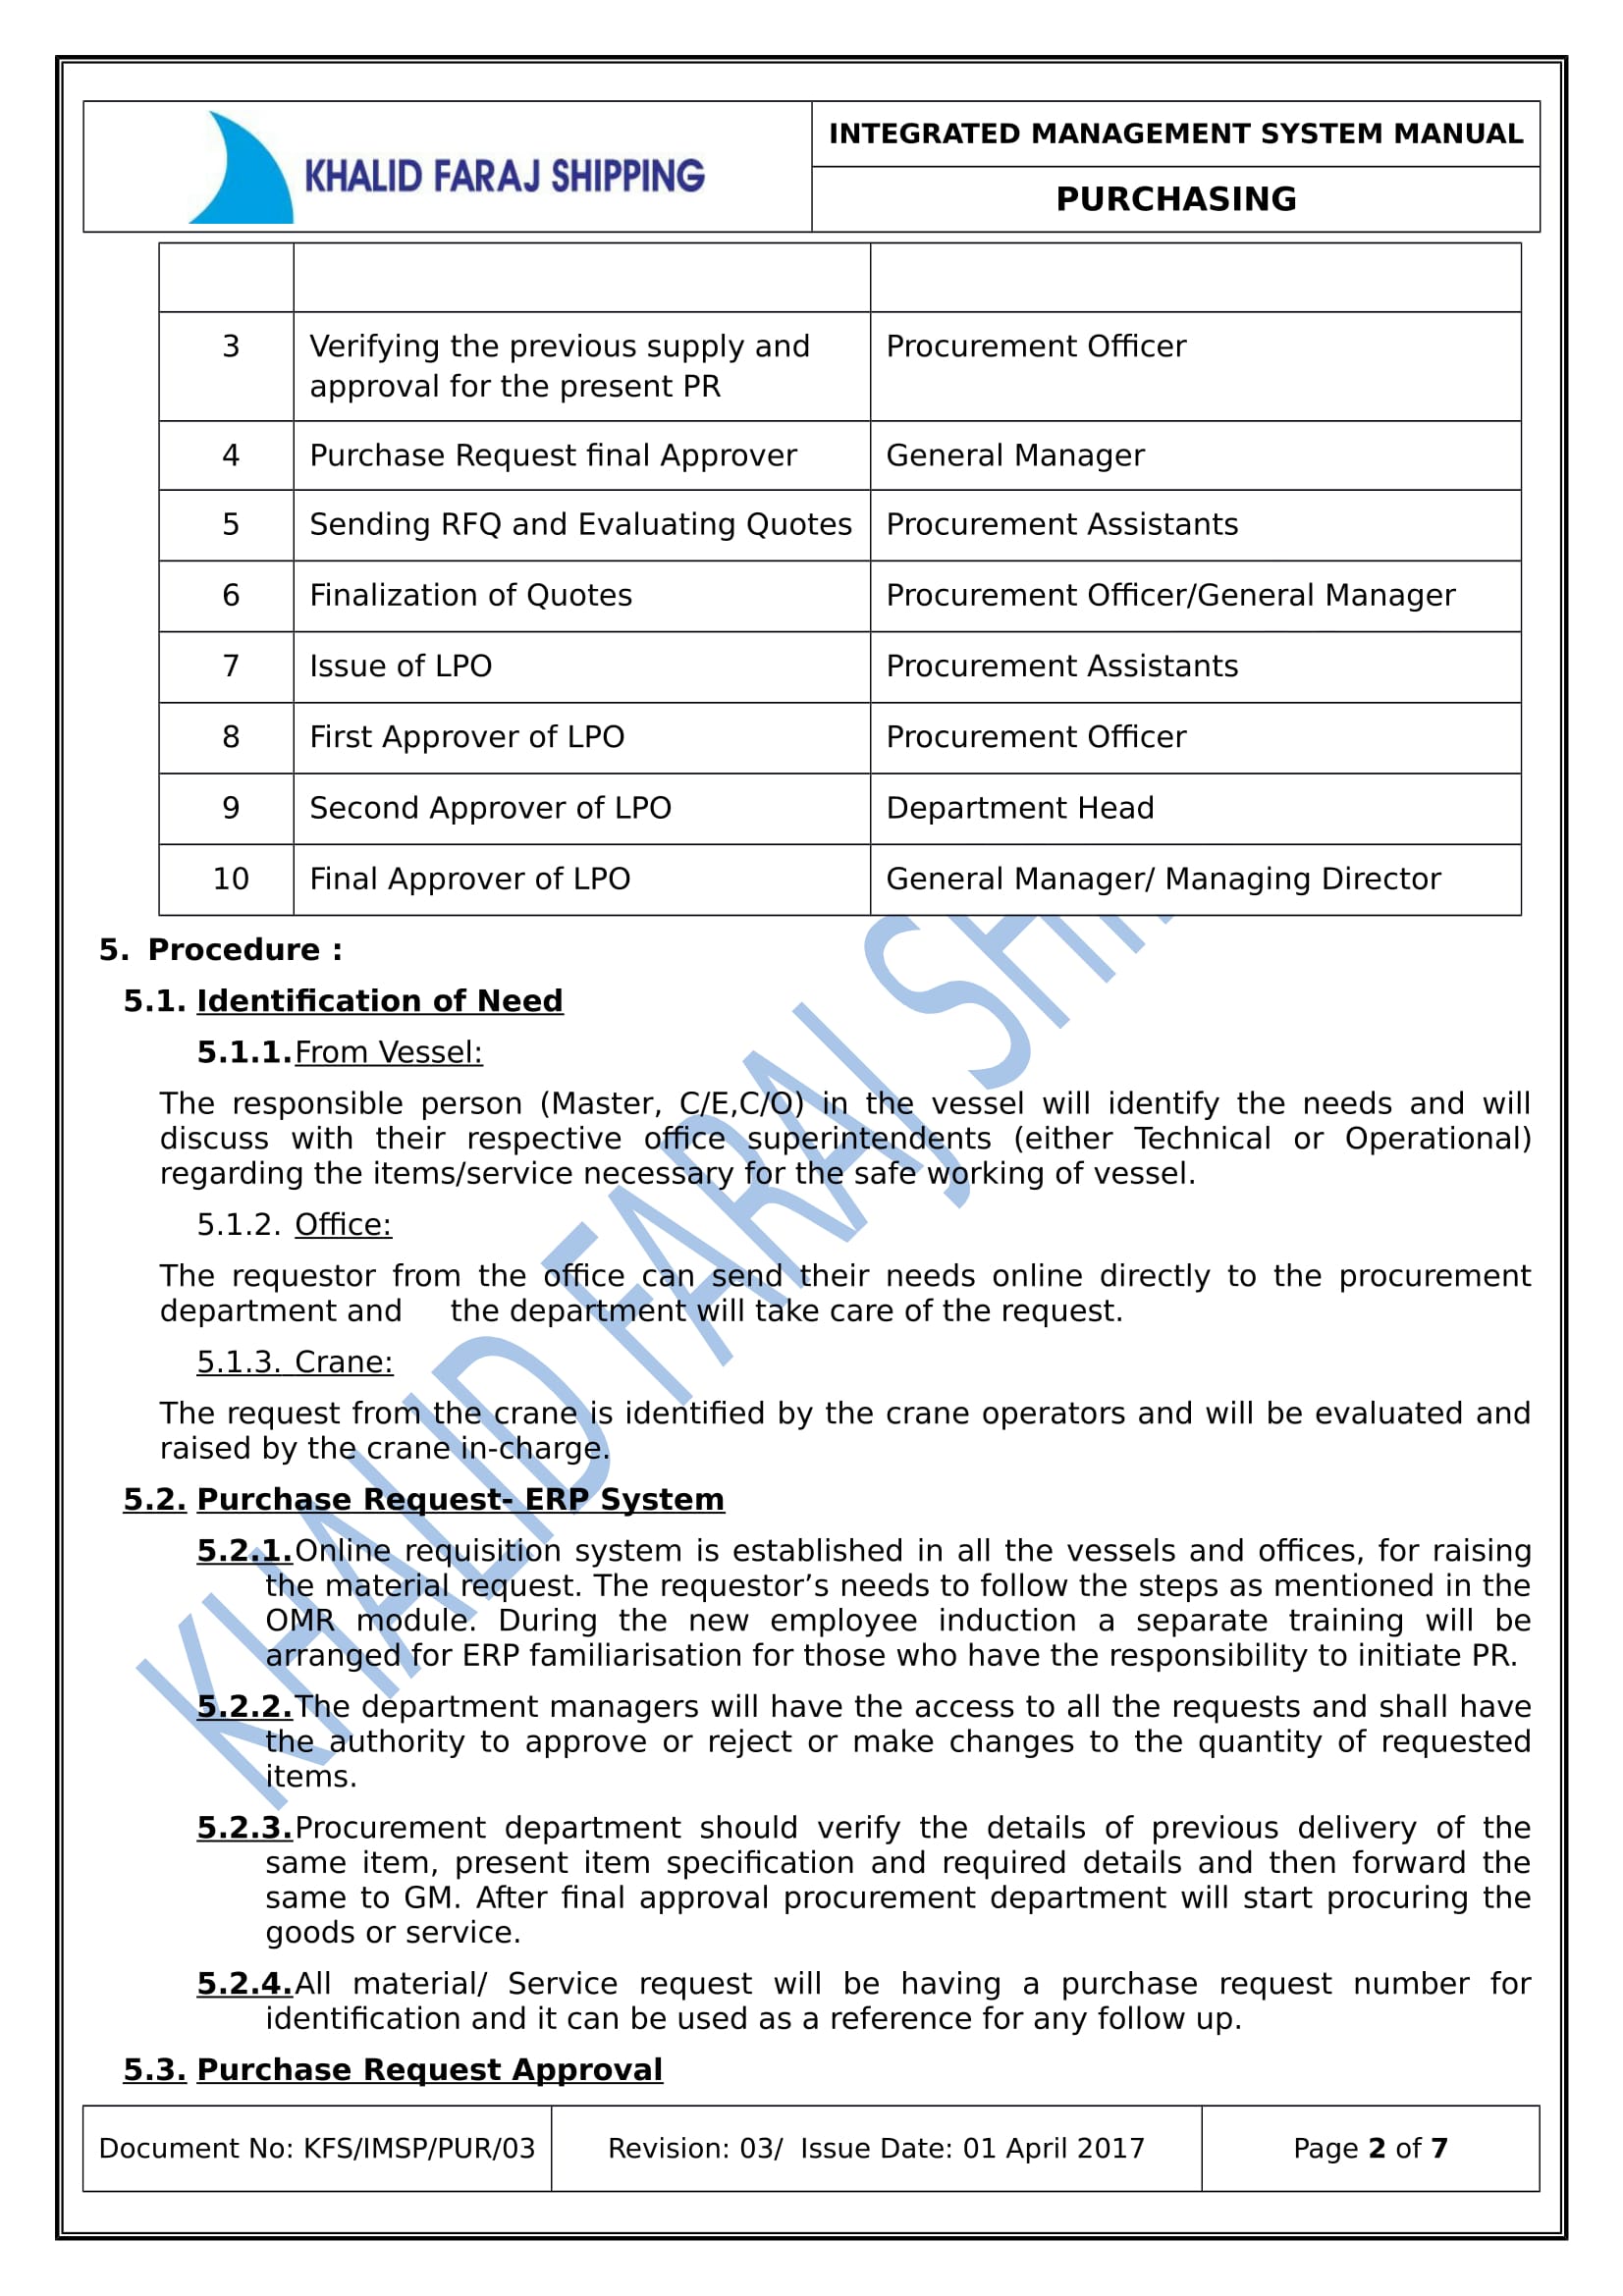 KHALID FARAJ SHIPPING
INTEGRATED MANAGEMENT SYSTEM MANUAL
PURCHASING
3 Verifying the previous supply and Procurement Officer
approval for the present PR
4 Purchase Request final Approver General Manager
5 Sending RFQ and Evaluating Quotes Procurement Assistants
6 Finalization of Quotes Procurement Officer/General Manager
7 Issue of LPO Procurement Assistants
8 First Approver of LPO Procurement Officer
9 Second Approver of LPO Department Head
10 Final Approver of LPO General Manager/ Managing Director
5. Procedure :
5.1. Identification of Need
5.1.1. From Vessel:
The responsible person (Master, C/E,C/O) in the vessel will identify the needs and will
discuss with their respective office superintendents (either Technical or Operational)
regarding the items/service necessary for the safe working of vessel.
5.1.2. Office:
The requestor from the office can send their needs online directly to the procurement
department and the department will take care of the request.
5.1.3. Crane:
The request from the crane is identified by the crane operators and will be evaluated and
raised by the crane in-charge.
5.2. Purchase Request- ERP System
5.2.1. Online requisition system is established in all the vessels and offices, for raising
the material request. The requestor’s needs to follow the steps as mentioned in the
OMR module. During the new employee induction a separate training will be
arranged for ERP familiarisation for those who have the responsibility to initiate PR.
5.2.2. The department managers will have the access to all the requests and shall have
the authority to approve or reject or make changes to the quantity of requested
items.
5.2.3. Procurement department should verify the details of previous delivery of the
same item, present item specification and required details and then forward the
same to GM. After final approval procurement department will start procuring the
goods or service.
5.2.4. All material/ Service request will be having a purchase request number for
identification and it can be used as a reference for any follow up.
5.3. Purchase Request Approval
KHALID FARAJ
Document No: KFS/IMSP/PUR/03 Revision: 03/ Issue Date: 01 April 2017 Page 2 of 7